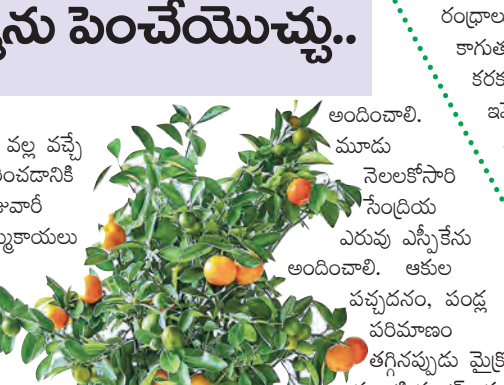 ను పెంచేయొచ్చు..
వల్ల వచ్చే
ంచడానికి
వారీ
కాయలు
అందించాలి.
మూడు
నెలలకోసారి
సేంద్రియ
ఎరువు ఎస్పీకేను
అందించాలి. ఆకుల
పచ్చదనం, పండ్ల
పరిమాణం
తగ్గినప్పుడు
రంధ్రాల
కాగుత
కరక